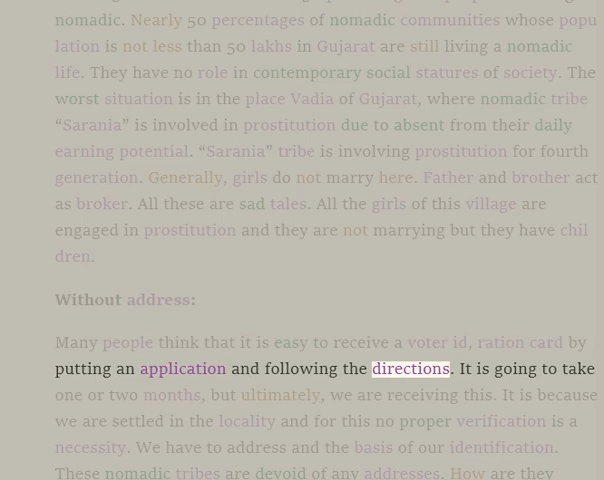 nomadic. Nearly 50 percentages of nomadic communities whose popu
lation is not less than 50 lakhs in Gujarat are still living a nomadic
life. They have no role in contemporary social statures of society. The
worst situation is in the place Vadia of Gujarat, where nomadic tribe
“Sarania” is involved in prostitution due to absent from their daily
earning potential. “Sarania” tribe is involving prostitution for fourth
generation. Generally, girls do not marry here. Father and brother act
as broker. All these are sad tales. All the girls of this village are
engaged in prostitution and they are not marrying but they have chil
dren.
Without address:
Many people think that it is easy to receive a voter id, ration card by
putting an application and following the directions. It is going to take
one or two months, but ultimately, we are receiving this. It is because
we are settled in the locality and for this no proper verification is a
necessity. We have to address and the basis of our identification.
These nomadic tribes are devoid of any addresses. How are they